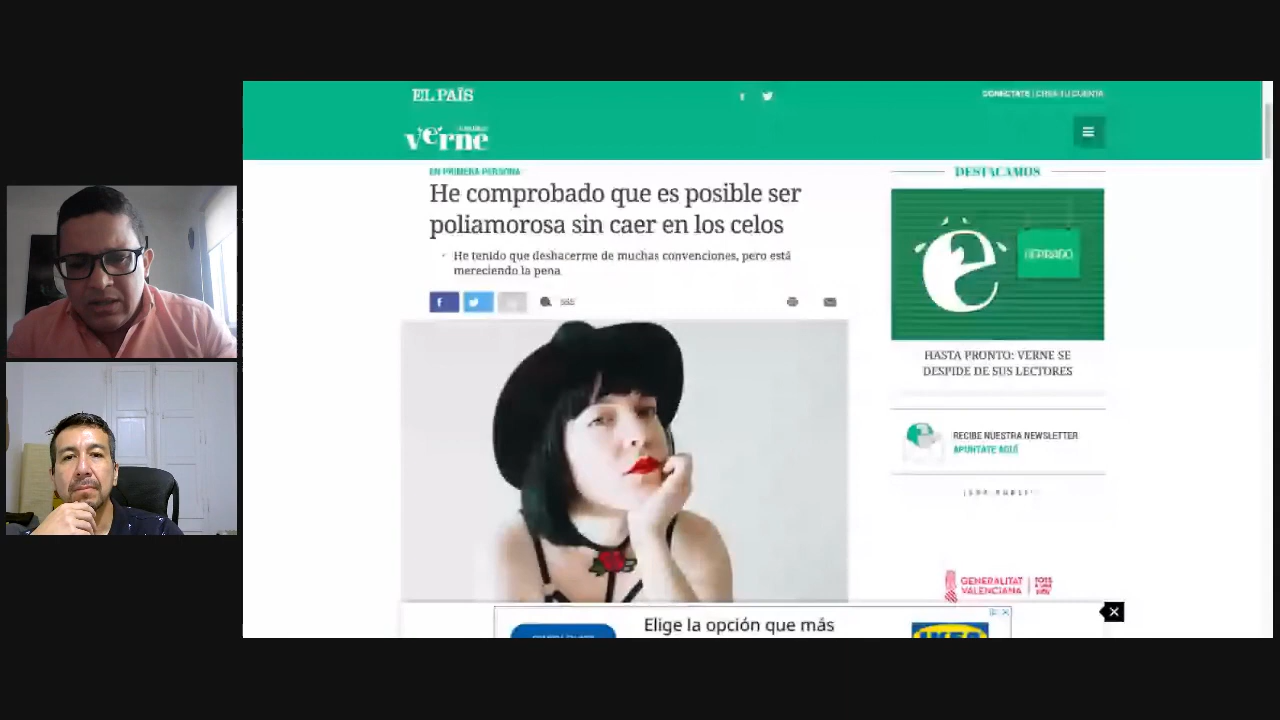 EL PAÍS
CONÉCTATE | CREA TU CUENTA
verne
EN PRIMERA PERSONA
He comprobado que es posible ser
poliamorosa sin caer en los celos
He tenido que deshacerme de muchas convenciones, pero está
mereciendo la pena
DESTACAMOS
CERRADO
HASTA PRONTO: VERNE SE
DESPIDE DE SUS LECTORES
RECIBE NUESTRA NEWSLETTER
APÚNTATE AQUÍ
GENERALITAT
VALENCIANA
Elige la opción que más
IKEA